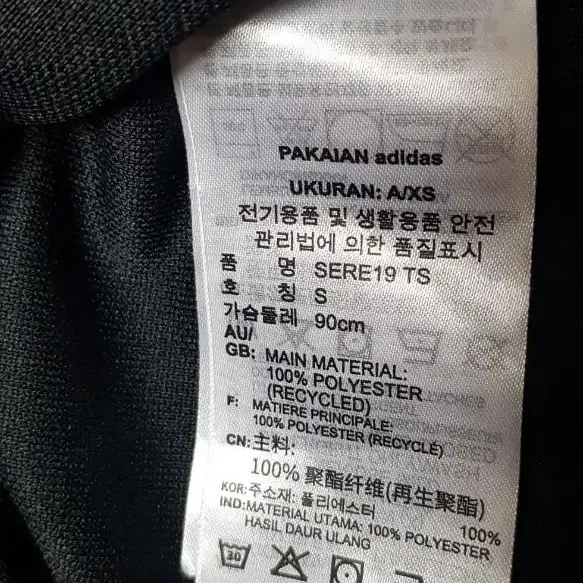 PAKAIAN adidas
UKURAN: A/XS
전기용품 및 생활용품 안전
관리법에 의한 품질표시
품 명 SERE19 TS
호 칭 S
가슴둘레 90cm
AU/
GB: MAIN MATERIAL:
100% POLYESTER
(RECYCLED)
F: MATIÈRE PRINCIPALE:
100% POLYESTER (RECYCLÉ)
CN:主料:
100% 聚酯纤维(再生聚酯)
KOR:주소재: 폴리에스터 100%
IND:MATERIAL UTAMA: 100% POLYESTER
HASIL DAUR ULANG
30